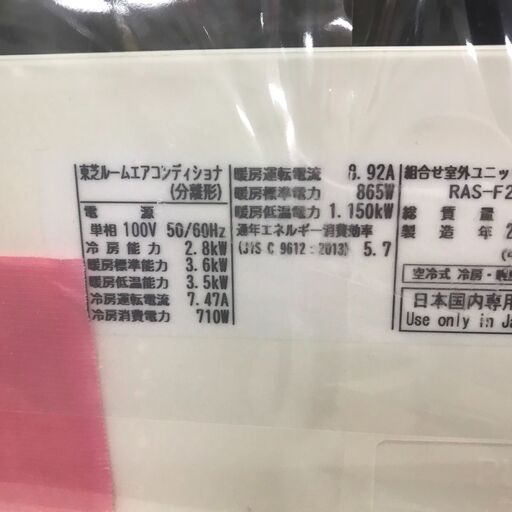 東芝ルームエアコンディショナ
(分離形)
電源
単相 100V 50/60Hz
冷房能力 2.8kW
暖房標準能力 3.6kW
暖房低温能力 3.5kW
冷房運転電流 7.47A
冷房消費電力 710W
暖房運転電流 8.92A
暖房標準電力 865W
暖房低温電力 1.150kW
通年エネルギー消費効率
(JIS C 9612:2013) 5.7
組合せ室外ユニッ
RAS-F2
総質量
製造年 2
空冷式 冷房・暖
日本国内専用
Use only in Ja